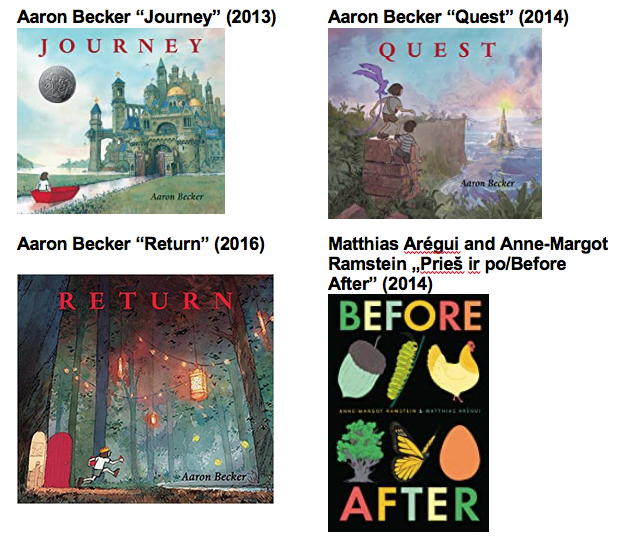 Aaron Becker “Journey” (2013)
JOURNEY
Aaron Becker
Aaron Becker “Quest” (2014)
QUEST
Aaron Becker
Aaron Becker “Return” (2016)
RETURN
Aaron Becker
Matthias Arégui and Anne-Margot
Ramstein „Prieš ir po/Before
After” (2014)
BEFORE
ANNE-MARGOT RAMSTEIN & MATTHIAS ARÉGUI
AFTER